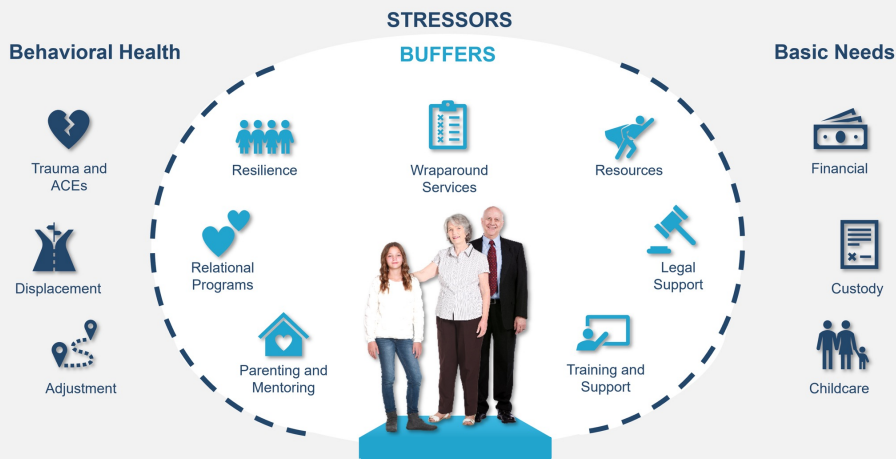 STRESSORS
BUFFERS
Behavioral Health
Trauma and
ACEs
Displacement
Adjustment
Resilience
Relational
Programs
Parenting and
Mentoring
Wraparound
Services
Resources
Legal
Support
Training and
Support
Basic Needs
Financial
Custody
Childcare